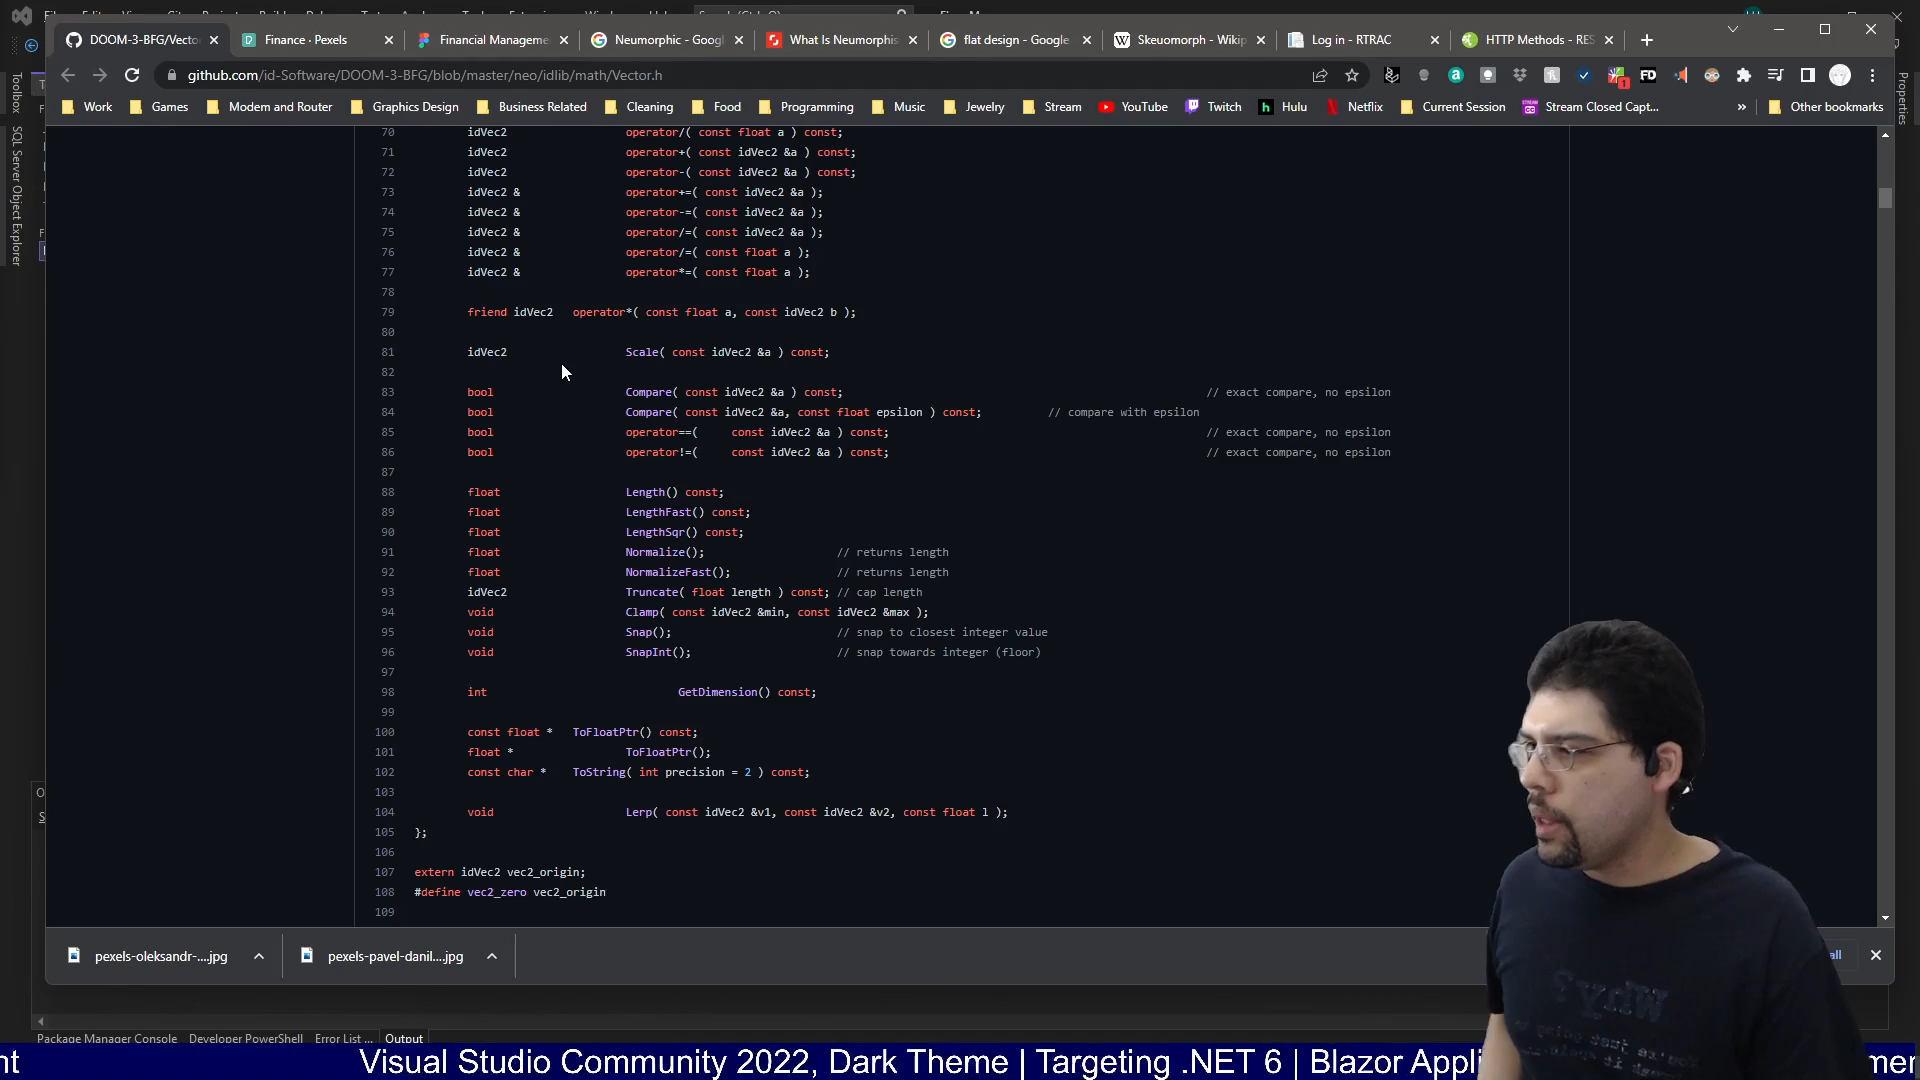 DOOM-3-BFG/Vector
Finance · Pexels
Financial Manageme
Neumorphic - Goog
What Is Neumorphis
flat design - Google
Skeuomorph - Wikip
Log in - RTRAC
HTTP Methods - RES
github.com/id-Software/DOOM-3-BFG/blob/master/neo/idlib/math/Vector.h
Work
Games
Modem and Router
Graphics Design
Business Related
Cleaning
Food
Programming
Music
Jewelry
Stream
YouTube
Twitch
Hulu
Netflix
Current Session
Stream Closed Capt...
»
Other bookmarks
Toolbox
SQL Server Object Explorer
Properties
70 idVec2 operator/( const float a ) const;
71 idVec2 operator+( const idVec2 &a ) const;
72 idVec2 operator-( const idVec2 &a ) const;
73 idVec2 & operator+=( const idVec2 &a );
74 idVec2 & operator-=( const idVec2 &a );
75 idVec2 & operator/=( const idVec2 &a );
76 idVec2 & operator/=( const float a );
77 idVec2 & operator*=( const float a );
78
79 friend idVec2 operator*( const float a, const idVec2 b );
80
81 idVec2 Scale( const idVec2 &a ) const;
82
83 bool Compare( const idVec2 &a ) const; // exact compare, no epsilon
84 bool Compare( const idVec2 &a, const float epsilon ) const; // compare with epsilon
85 bool operator==( const idVec2 &a ) const; // exact compare, no epsilon
86 bool operator!=( const idVec2 &a ) const; // exact compare, no epsilon
87
88 float Length() const;
89 float LengthFast() const;
90 float LengthSqr() const;
91 float Normalize(); // returns length
92 float NormalizeFast(); // returns length
93 idVec2 Truncate( float length ) const; // cap length
94 void Clamp( const idVec2 &min, const idVec2 &max );
95 void Snap(); // snap to closest integer value
96 void SnapInt(); // snap towards integer (floor)
97
98 int GetDimension() const;
99
100 const float * ToFloatPtr() const;
101 float * ToFloatPtr();
102 const char * ToString( int precision = 2 ) const;
103
104 void Lerp( const idVec2 &v1, const idVec2 &v2, const float l );
105 };
106
107 extern idVec2 vec2_origin;
108 #define vec2_zero vec2_origin
109
pexels-oleksandr-....jpg
pexels-pavel-danil....jpg
all
Package Manager Console
Developer PowerShell
Error List ...
Output
nt Visual Studio Community 2022, Dark Theme | Targeting .NET 6 | Blazor Appli
mer